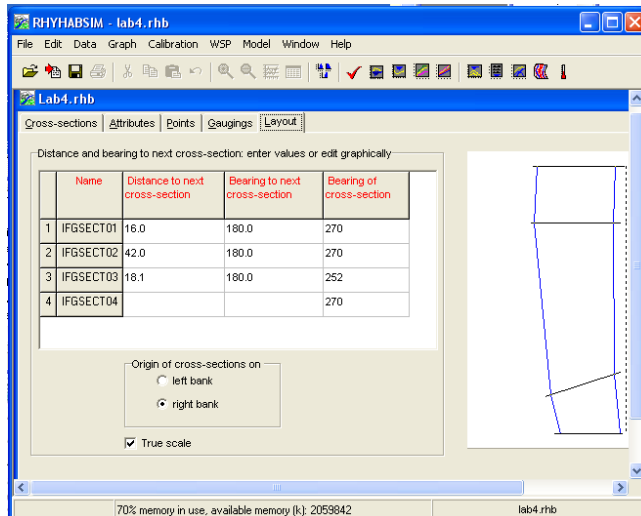 RHYHABSIM - lab4.rhb
File Edit Data Graph Calibration WSP Model Window Help
Lab4.rhb
Cross-sections Attributes Points Gaugings Layout
Distance and bearing to next cross-section: enter values or edit graphically
Name Distance to next cross-section Bearing to next cross-section Bearing of cross-section
1 IFGSECT01 16.0 180.0 270
2 IFGSECT02 42.0 180.0 270
3 IFGSECT03 18.1 180.0 252
4 IFGSECT04 270
Origin of cross-sections on
left bank
right bank
True scale
70% memory in use, available memory (k): 2059842 lab4.rhb